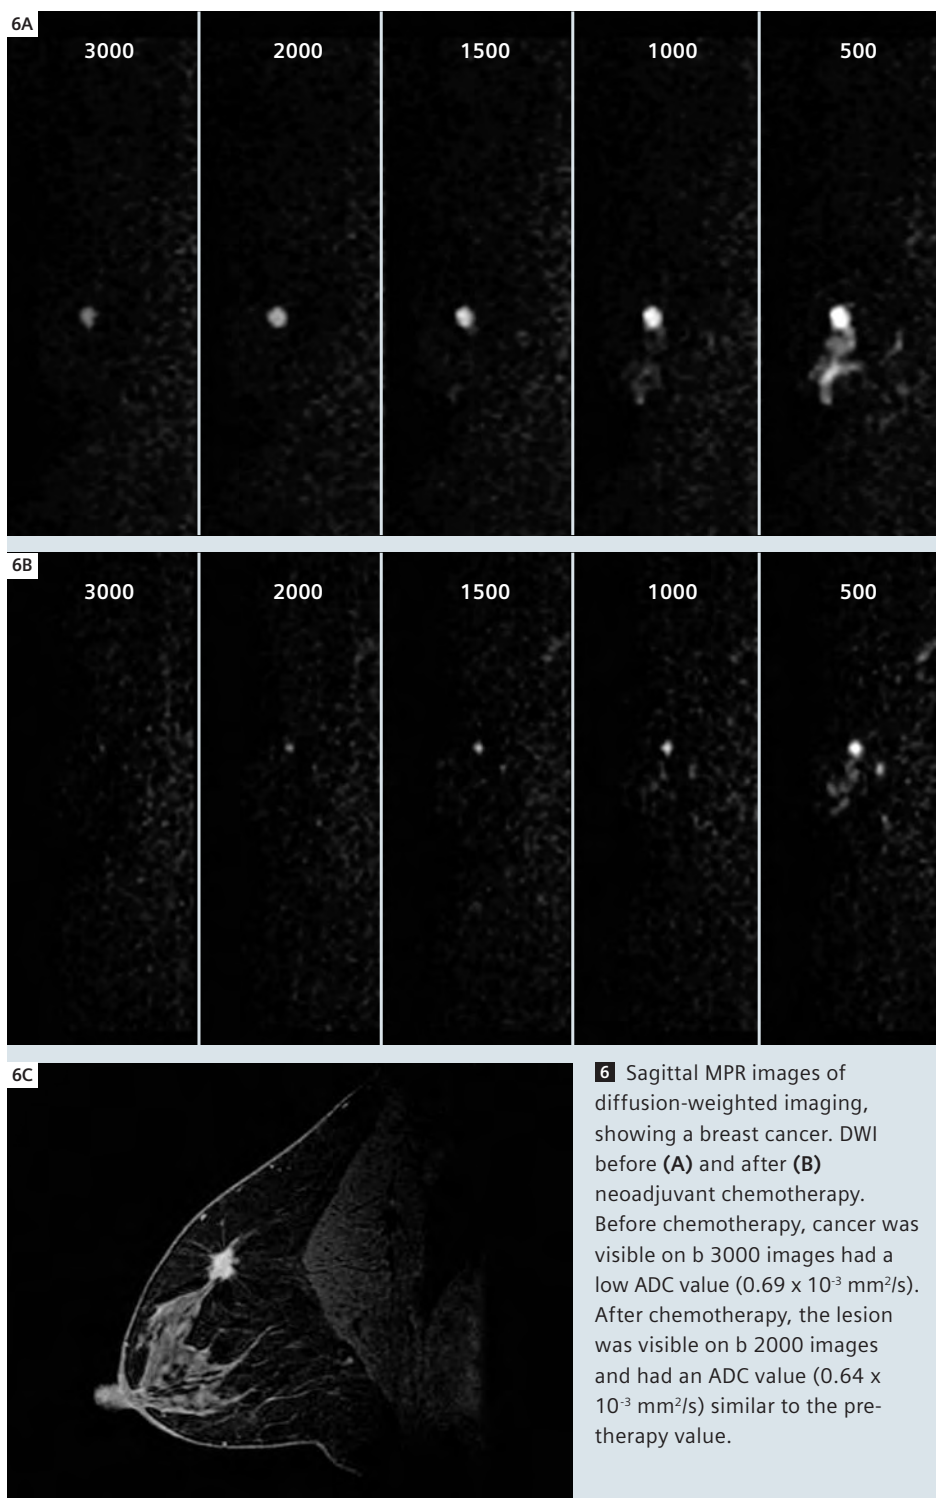 6A
3000 2000 1500 1000 500
6B
3000 2000 1500 1000 500
6C
6 Sagittal MPR images of
diffusion-weighted imaging,
showing a breast cancer. DWI
before (A) and after (B)
neoadjuvant chemotherapy.
Before chemotherapy, cancer was
visible on b 3000 images had a
low ADC value (0.69 x 10⁻³ mm²/s).
After chemotherapy, the lesion
was visible on b 2000 images
and had an ADC value (0.64 x
10⁻³ mm²/s) similar to the pre-
therapy value.